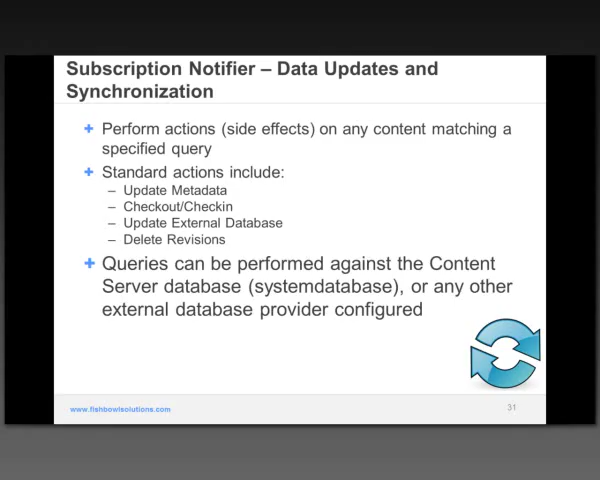 Subscription Notifier – Data Updates and
Synchronization
Perform actions (side effects) on any content matching a
specified query
Standard actions include:
– Update Metadata
– Checkout/Checkin
– Update External Database
– Delete Revisions
Queries can be performed against the Content
Server database (systemdatabase), or any other
external database provider configured
www.fishbowlsolutions.com
31